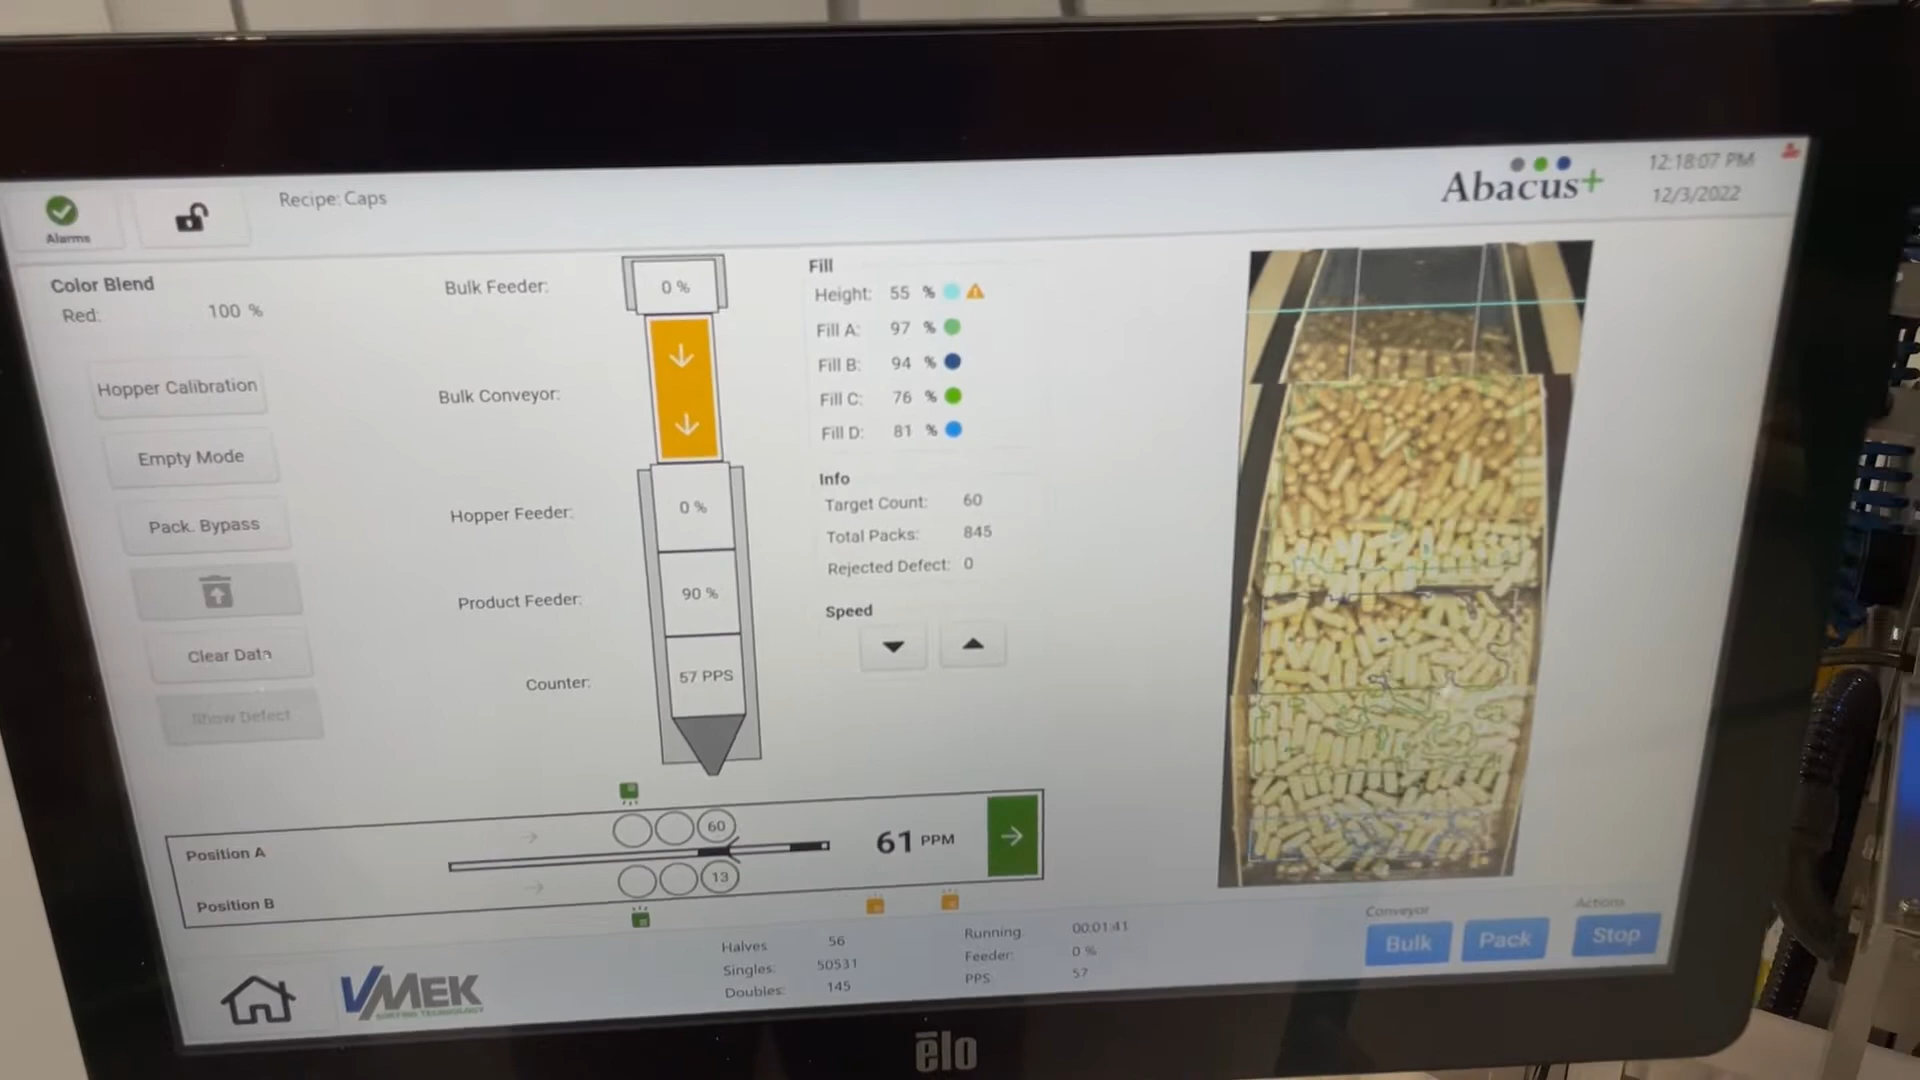 Alarms
Recipe: Caps
Abacus+
12:18:07 PM
12/3/2022
Color Blend
Red: 100 %
Hopper Calibration
Empty Mode
Pack. Bypass
Clear Data
Show Defect
Bulk Feeder: 0 %
Bulk Conveyor:
Hopper Feeder: 0 %
Product Feeder: 90 %
Counter: 57 PPS
Fill
Height: 55 %
Fill A: 97 %
Fill B: 94 %
Fill C: 76 %
Fill D: 81 %
Info
Target Count: 60
Total Packs: 845
Rejected Defect: 0
Speed
Position A
60
61 PPM
Position B
13
Halves 56
Singles: 50531
Doubles: 145
Running 00:01:41
Feeder: 0 %
PPS 57
Conveyor
Bulk
Pack
Actions
Stop
VMEK
SORTING TECHNOLOGY
elo